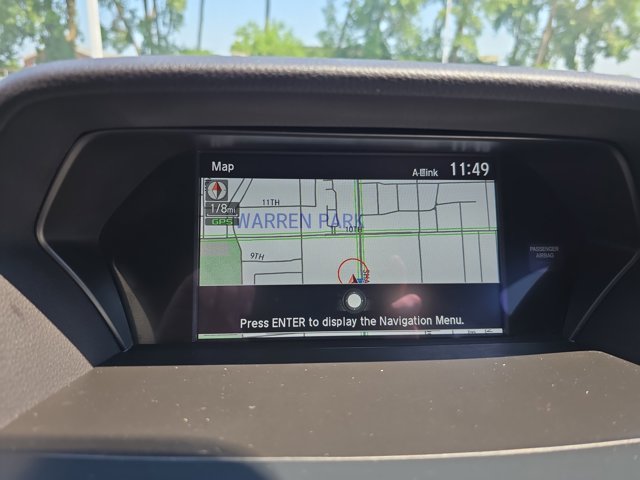 Map
AcuraLink 11:49
1/8mi
GPS
11TH
WARREN PARK
10TH
9TH
PASSENGER
AIRBAG
Press ENTER to display the Navigation Menu.